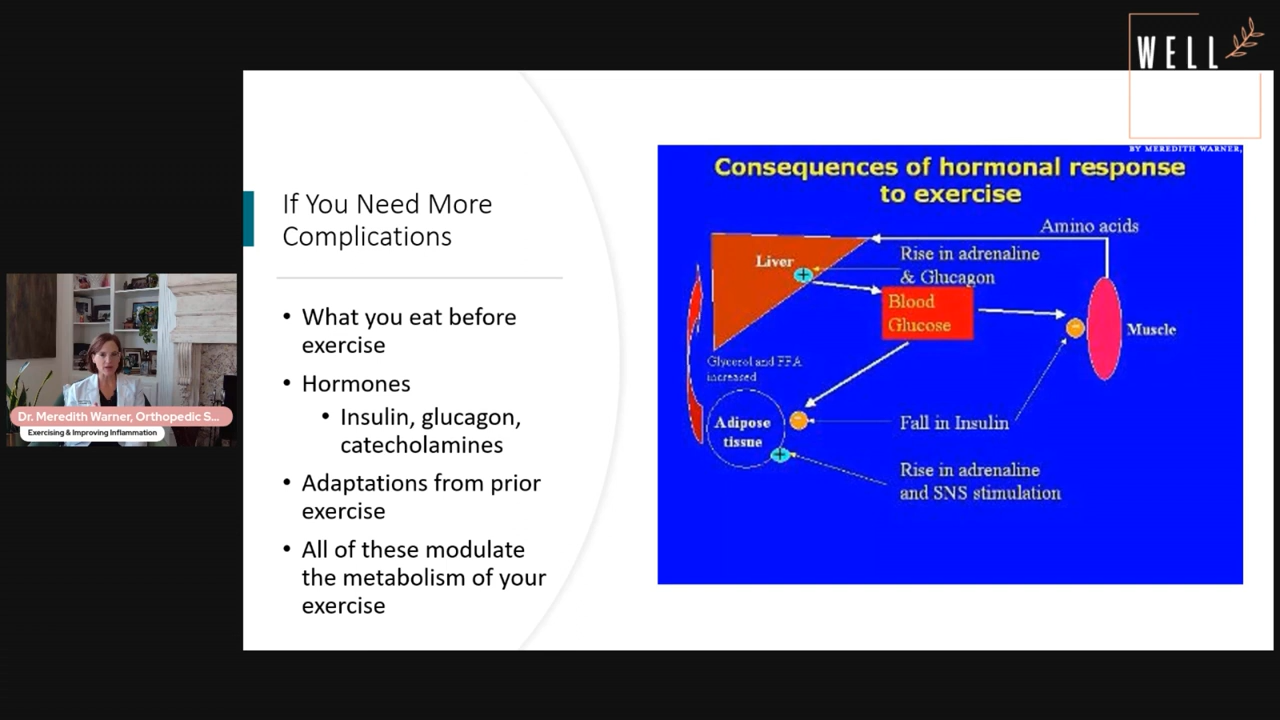 WELL
BY MEREDITH WARNER,
If You Need More
Complications
• What you eat before
exercise
• Hormones
• Insulin, glucagon,
catecholamines
• Adaptations from prior
exercise
• All of these modulate
the metabolism of your
exercise
Consequences of hormonal response
to exercise
Amino acids
Rise in adrenaline
& Glucagon
Liver
+
Blood
Glucose
Muscle
Glycerol and FFA
increased
Adipose
tissue
Fall in Insulin
+
Rise in adrenaline
and SNS stimulation
Dr. Meredith Warner, Orthopedic S...
Exercising & Improving Inflammation